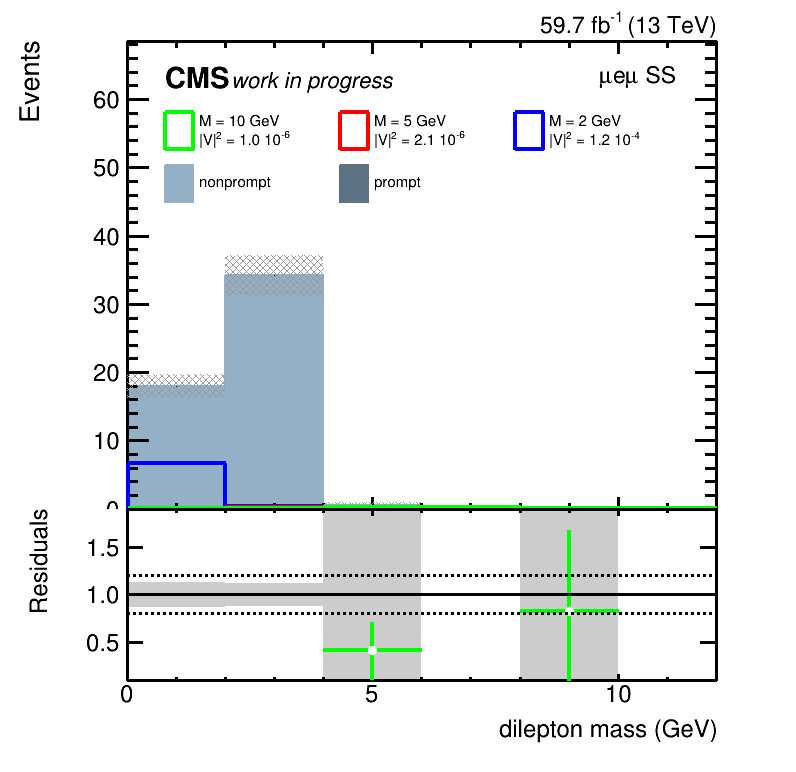 59.7 fb⁻¹ (13 TeV)
Events
CMS work in progress
μeμ SS
M = 10 GeV
|V|² = 1.0 10⁻⁶
M = 5 GeV
|V|² = 2.1 10⁻⁶
M = 2 GeV
|V|² = 1.2 10⁻⁴
nonprompt
prompt
60
50
40
30
20
10
0
Residuals
1.5
1.0
0.5
0 5 10
dilepton mass (GeV)